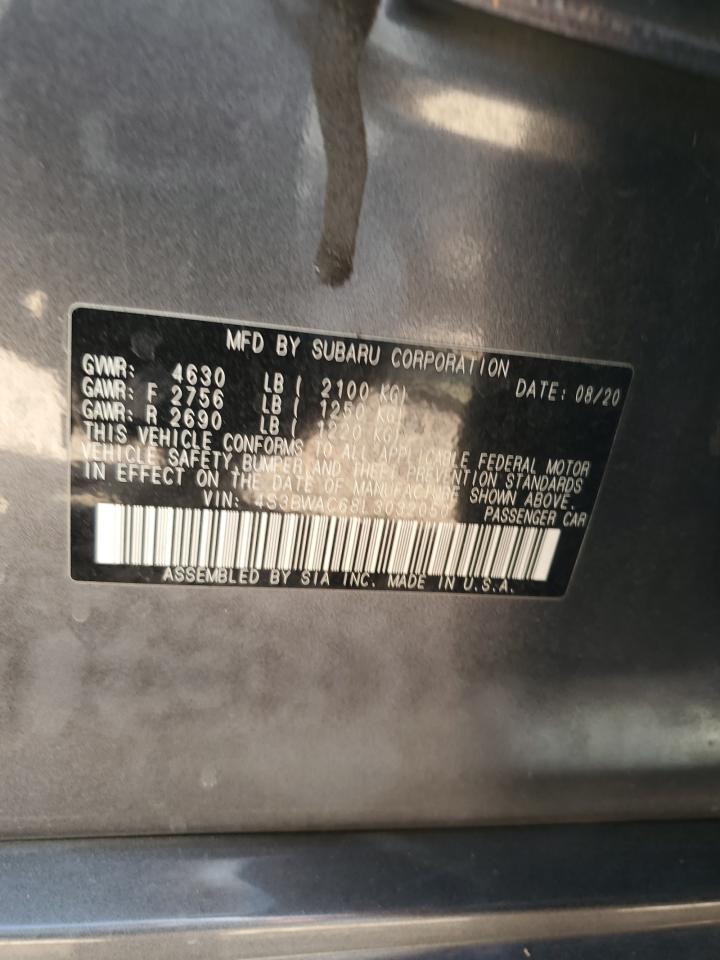 MFD BY SUBARU CORPORATION
DATE: 08/20
GVWR: 4630 LB ( 2100 KG)
GAWR: F 2756 LB ( 1250 KG)
GAWR: R 2690 LB ( 1220 KG)
THIS VEHICLE CONFORMS TO ALL APPLICABLE FEDERAL MOTOR
VEHICLE SAFETY, BUMPER, AND THEFT PREVENTION STANDARDS
IN EFFECT ON THE DATE OF MANUFACTURE SHOWN ABOVE.
VIN: PASSENGER CAR
ASSEMBLED BY SIA INC. MADE IN U.S.A.